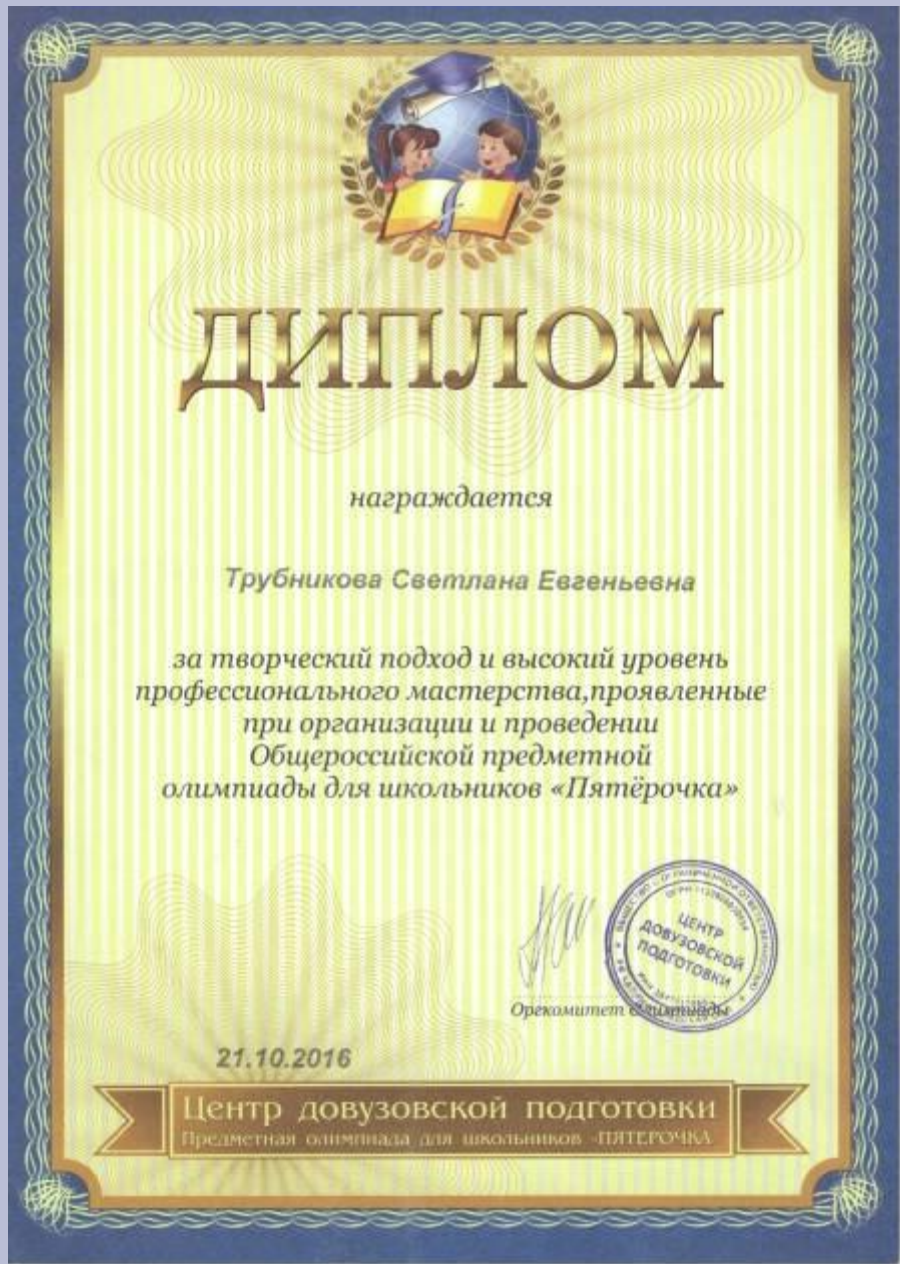 ДИПЛОМ
награждается
Трубникова Светлана Евгеньевна
за творческий подход и высокий уровень
профессионального мастерства,проявленные
при организации и проведении
Общероссийской предметной
олимпиады для школьников «Пятёрочка»
ЦЕНТР
ДОВУЗОВСКОЙ
ПОДГОТОВКИ
Оргкомитет Олимпиады
21.10.2016
Центр довузовской подготовки
Предметная олимпиада для школьников «ПЯТЕРОЧКА